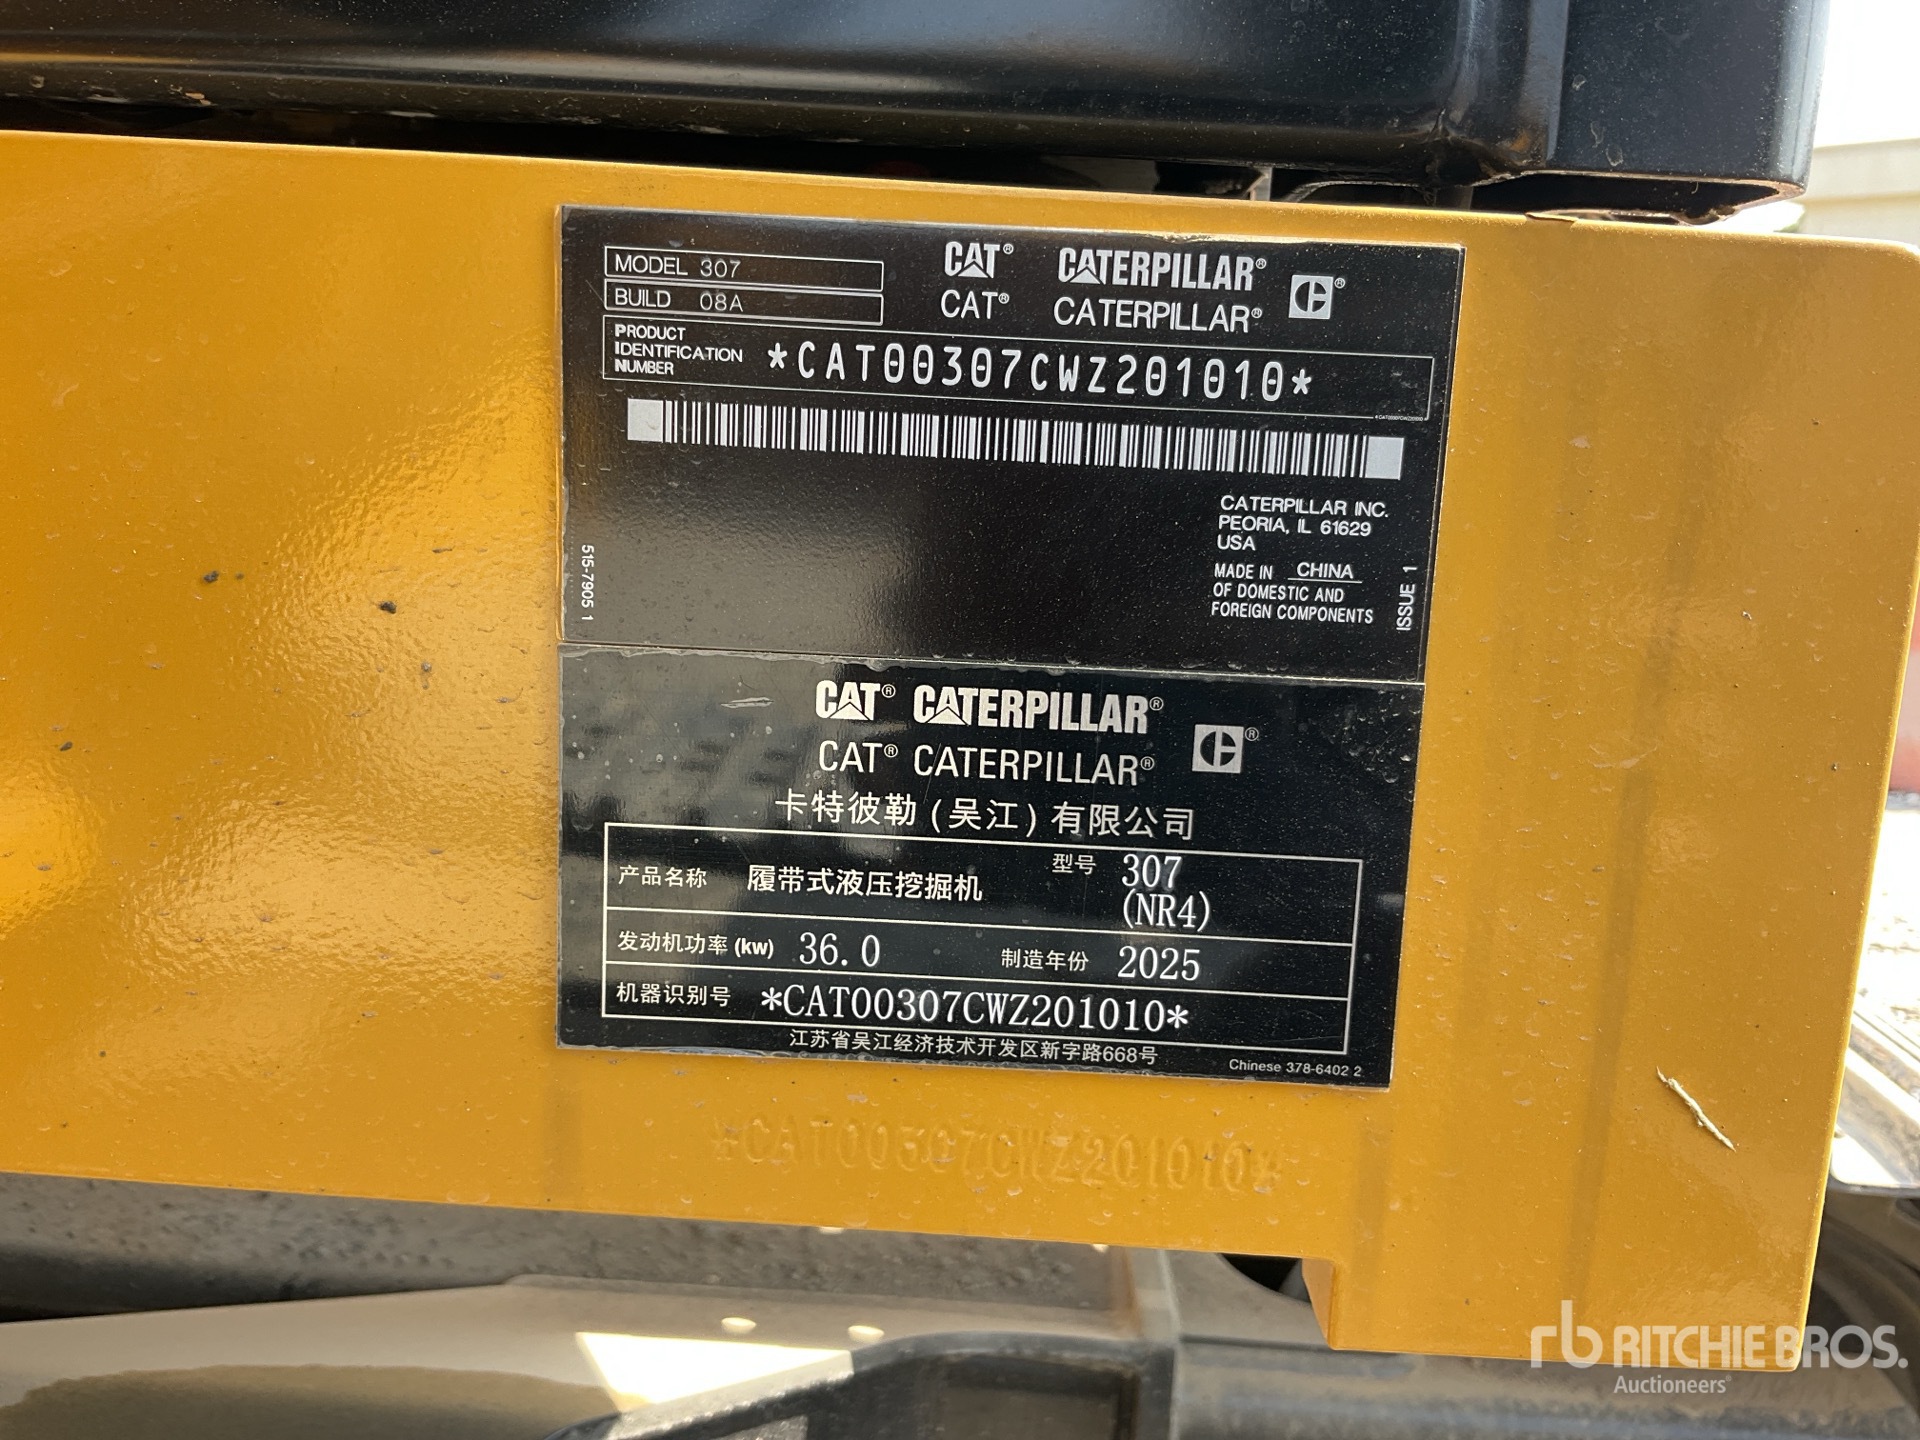 MODEL 307
BUILD 08A
CAT® CATERPILLAR®
CAT® CATERPILLAR®
PRODUCT
IDENTIFICATION
NUMBER
*CAT00307CWZ201010*
*CAT00307CWZ201010*
CATERPILLAR INC.
PEORIA, IL 61629
USA
MADE IN CHINA
OF DOMESTIC AND
FOREIGN COMPONENTS
ISSUE 1
515-7905 1
CAT® CATERPILLAR®
CAT® CATERPILLAR®
卡特彼勒(吴江)有限公司
产品名称 履带式液压挖掘机 型号 307
(NR4)
发动机功率(kw) 36.0 制造年份 2025
机器识别号 *CAT00307CWZ201010*
江苏省吴江经济技术开发区新字路668号
Chinese 378-6402 2
*CAT00307CWZ201010*
rb RITCHIE BROS.
Auctioneers